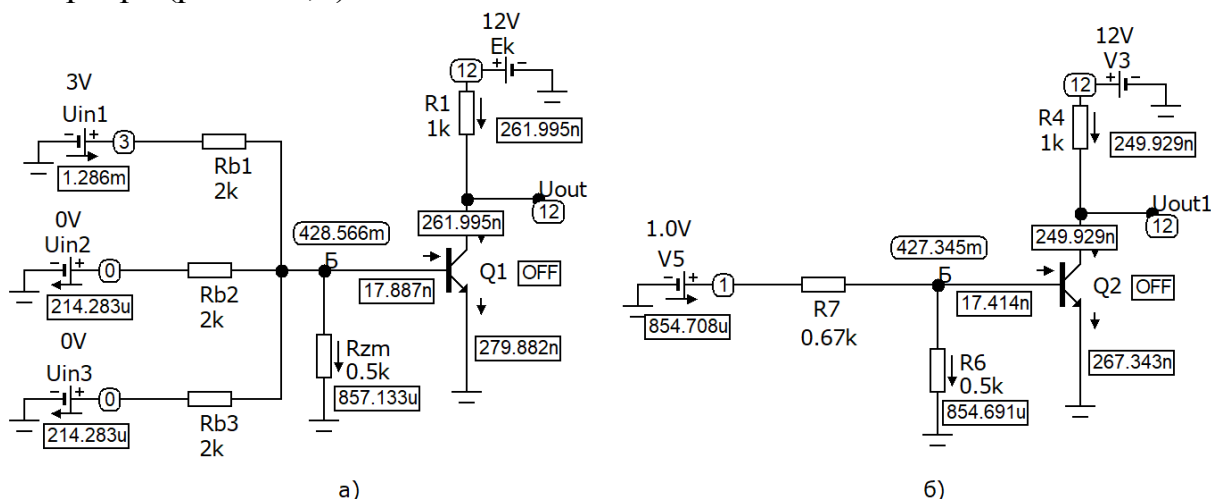 12V
Ek
12
3V
Uin1
3
1.286m
Rb1
2k
R1
1k
261.995n
Uout
12
261.995n
0V
Uin2
0
214.283u
Rb2
2k
428.566m
Б
17.887n
Q1 OFF
279.882n
0V
Uin3
0
214.283u
Rb3
2k
Rzm
0.5k
857.133u
а)
12V
V3
12
R4
1k
249.929n
Uout1
12
249.929n
1.0V
V5
1
854.708u
R7
0.67k
427.345m
Б
17.414n
Q2 OFF
267.343n
R6
0.5k
854.691u
б)